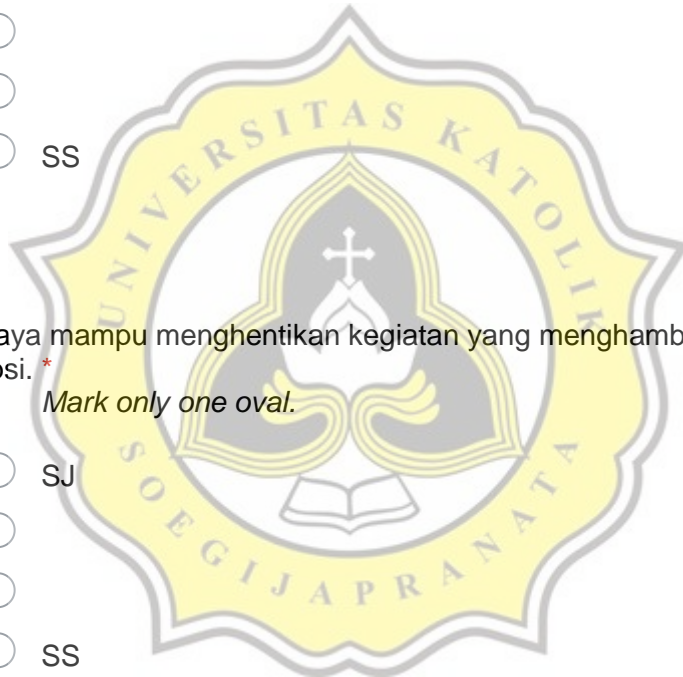 SS
UNIVERSITAS KATOLIK
aya mampu menghentikan kegiatan yang menghamb
osi. *
Mark only one oval.
SJ
SOEGIJAPRANATA
SS